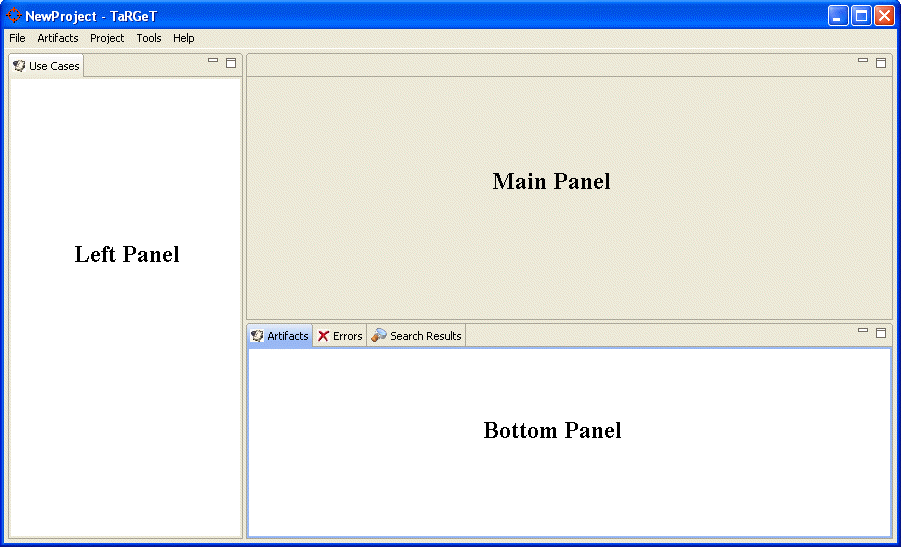 NewProject - TaRGeT
File Artifacts Project Tools Help
Use Cases
Left Panel
Main Panel
Artifacts Errors Search Results
Bottom Panel